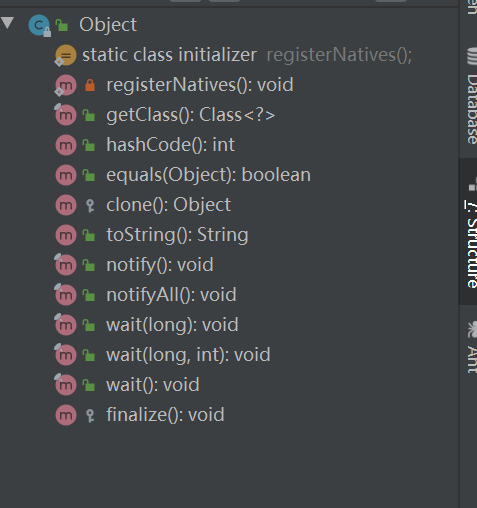 Object
static class initializer registerNatives();
registerNatives(): void
getClass(): Class<?>
hashCode(): int
equals(Object): boolean
clone(): Object
toString(): String
notify(): void
notifyAll(): void
wait(long): void
wait(long, int): void
wait(): void
finalize(): void
Database
7: Structure
Ant